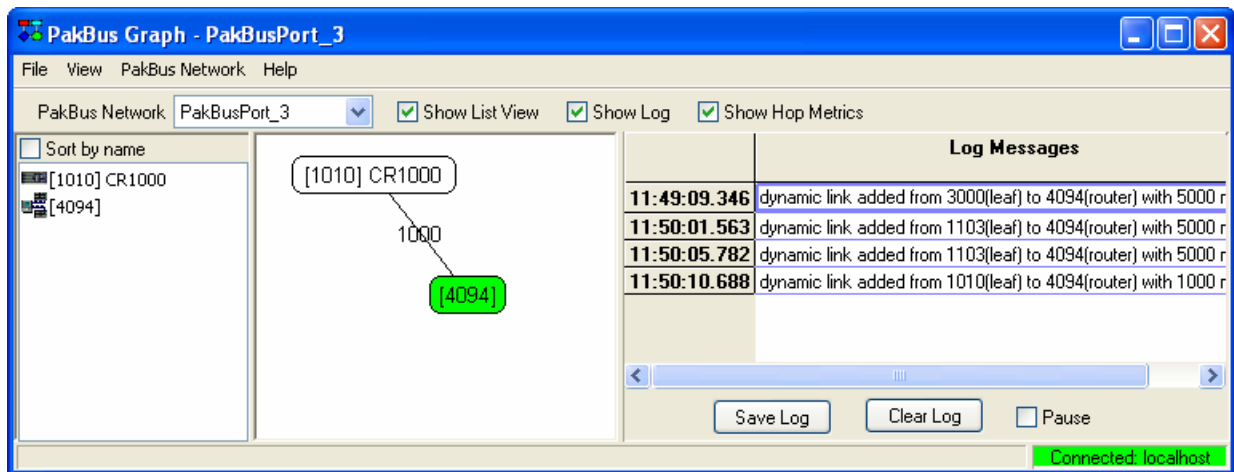 PakBus Graph - PakBusPort_3
File View PakBus Network Help
PakBus Network PakBusPort_3 Show List View Show Log Show Hop Metrics
Sort by name
[1010] CR1000
[4094]
[1010] CR1000
1000
[4094]
Log Messages
11:49:09.346 dynamic link added from 3000(leaf) to 4094(router) with 5000
11:50:01.563 dynamic link added from 1103(leaf) to 4094(router) with 5000
11:50:05.782 dynamic link added from 1103(leaf) to 4094(router) with 5000
11:50:10.688 dynamic link added from 1010(leaf) to 4094(router) with 1000
Save Log Clear Log Pause
Connected: localhost